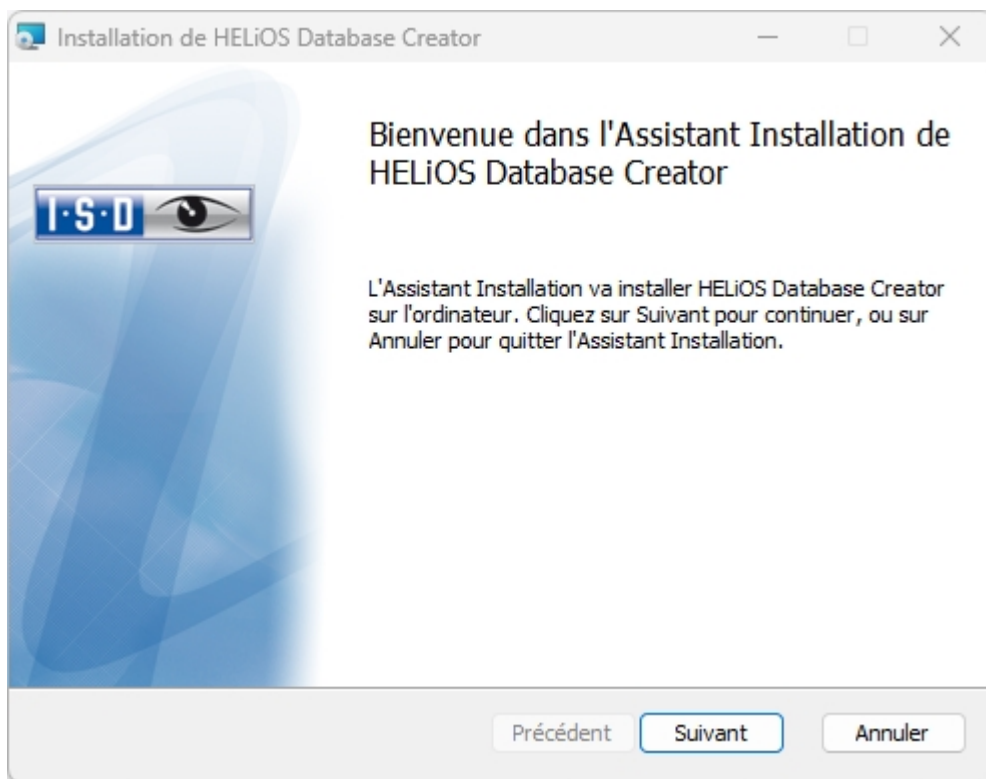 Installation de HELiOS Database Creator
Bienvenue dans l'Assistant Installation de
HELiOS Database Creator
I·S·D
L'Assistant Installation va installer HELiOS Database Creator
sur l'ordinateur. Cliquez sur Suivant pour continuer, ou sur
Annuler pour quitter l'Assistant Installation.
Précédent Suivant Annuler